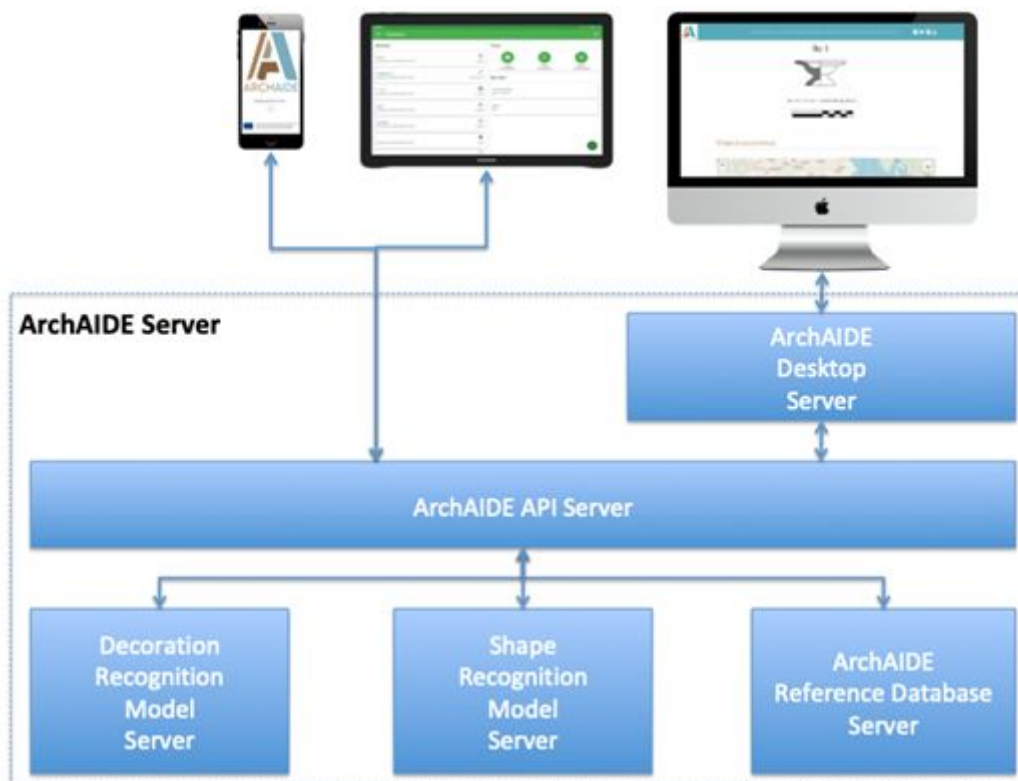 ARCHAIDE
ArchAIDE Server
ArchAIDE
Desktop
Server
ArchAIDE API Server
Decoration
Recognition
Model
Server
Shape
Recognition
Model
Server
ArchAIDE
Reference Database
Server